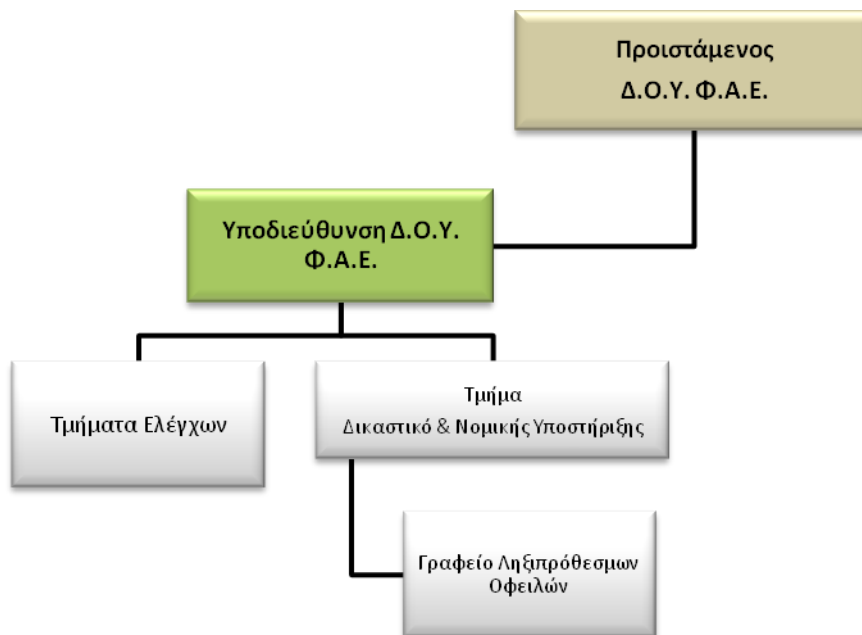 Προιστάμενος
Δ.Ο.Υ. Φ.Α.Ε.
Υποδιεύθυνση Δ.Ο.Υ.
Φ.Α.Ε.
Τμήματα Ελέγχων
Τμήμα
Δικαστικό & Νομικής Υποστήριξης
Γραφείο Ληξιπρόθεσμων
Οφειλών